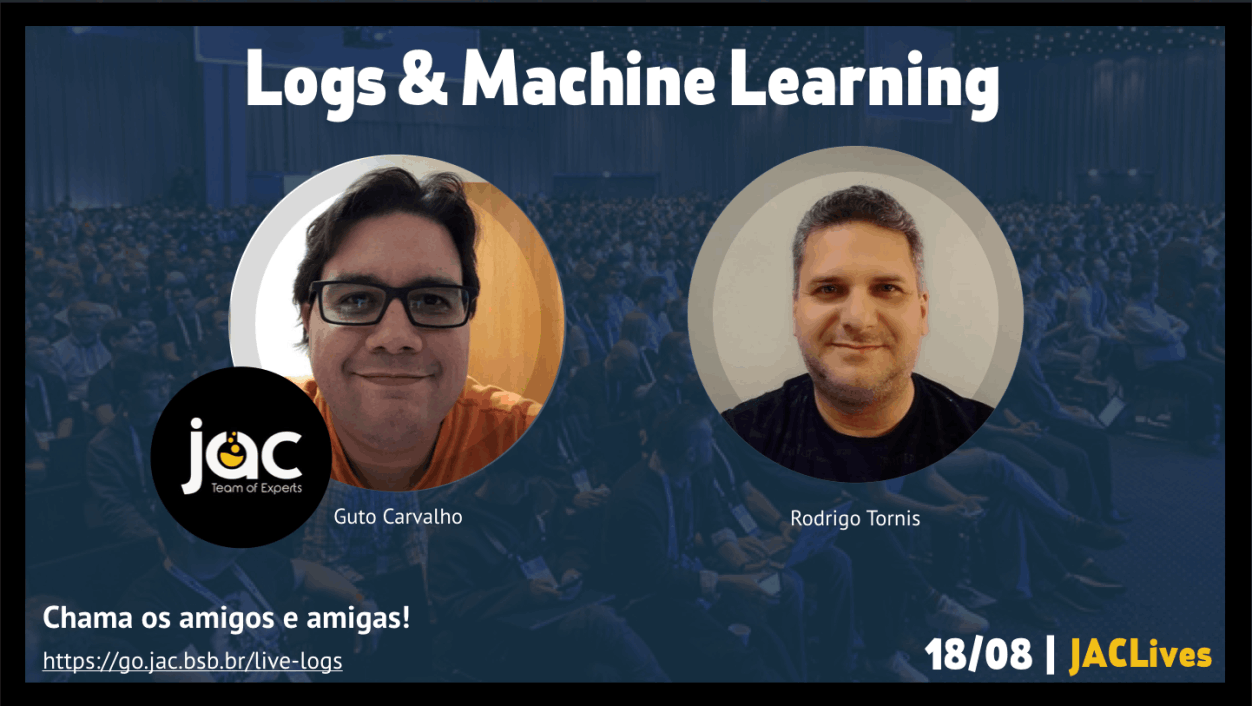 Logs & Machine Learning
jac
Team of Experts
Guto Carvalho
Rodrigo Tornis
Chama os amigos e amigas!
https://go.jac.bsb.br/live-logs
18/08 | JACLives